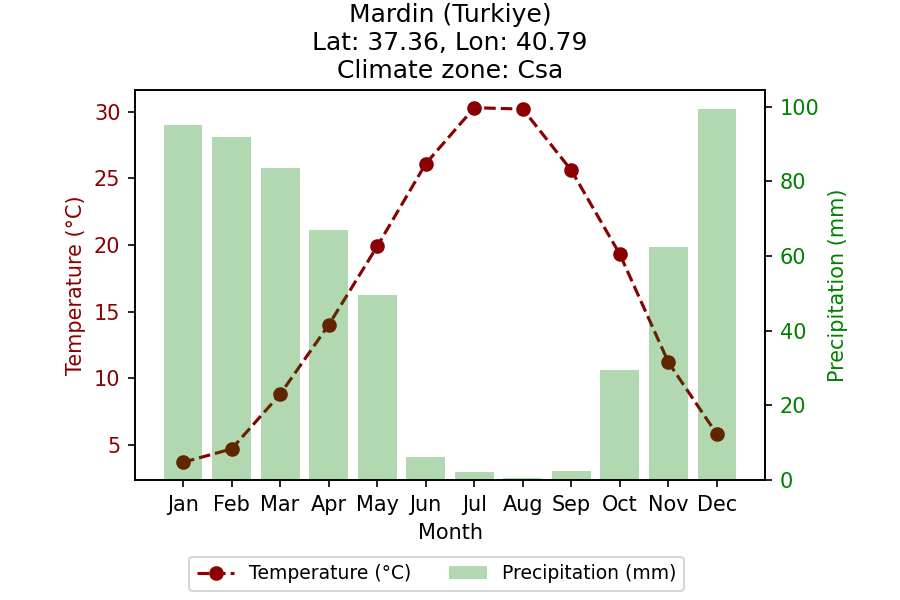 Mardin (Turkiye)
Lat: 37.36, Lon: 40.79
Climate zone: Csa
Temperature (°C)
30
25
20
15
10
5
100
80
60
40
20
0
Precipitation (mm)
Jan Feb Mar Apr May Jun Jul Aug Sep Oct Nov Dec
Month
Temperature (°C) Precipitation (mm)